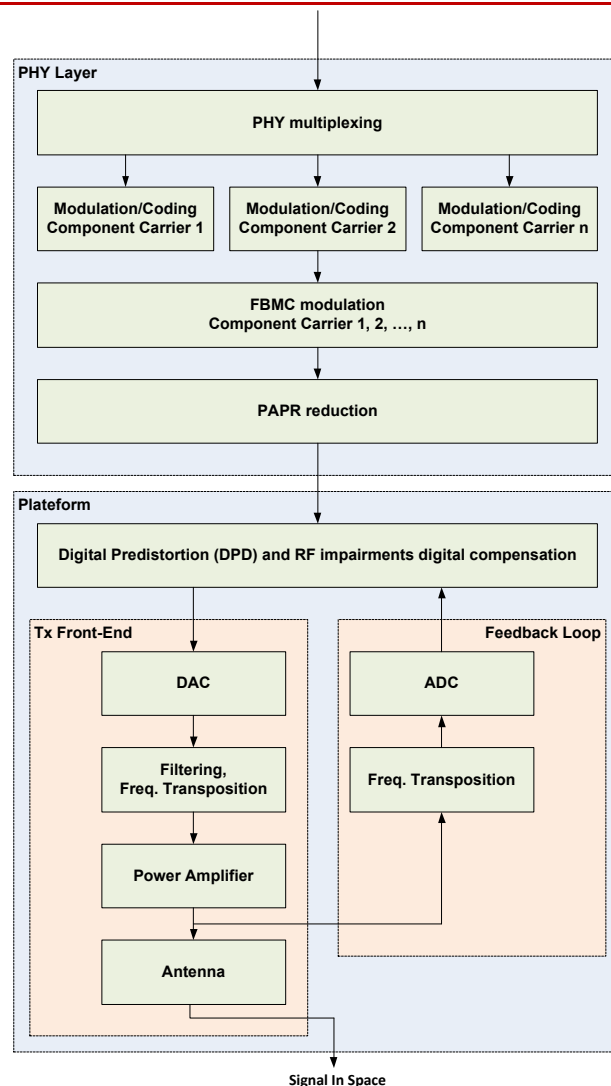 PHY Layer
PHY multiplexing
Modulation/Coding
Component Carrier 1
Modulation/Coding
Component Carrier 2
Modulation/Coding
Component Carrier n
FBMC modulation
Component Carrier 1, 2, …, n
PAPR reduction
Plateform
Digital Predistortion (DPD) and RF impairments digital compensation
Tx Front-End
DAC
Filtering,
Freq. Transposition
Power Amplifier
Antenna
Feedback Loop
ADC
Freq. Transposition
Signal In Space